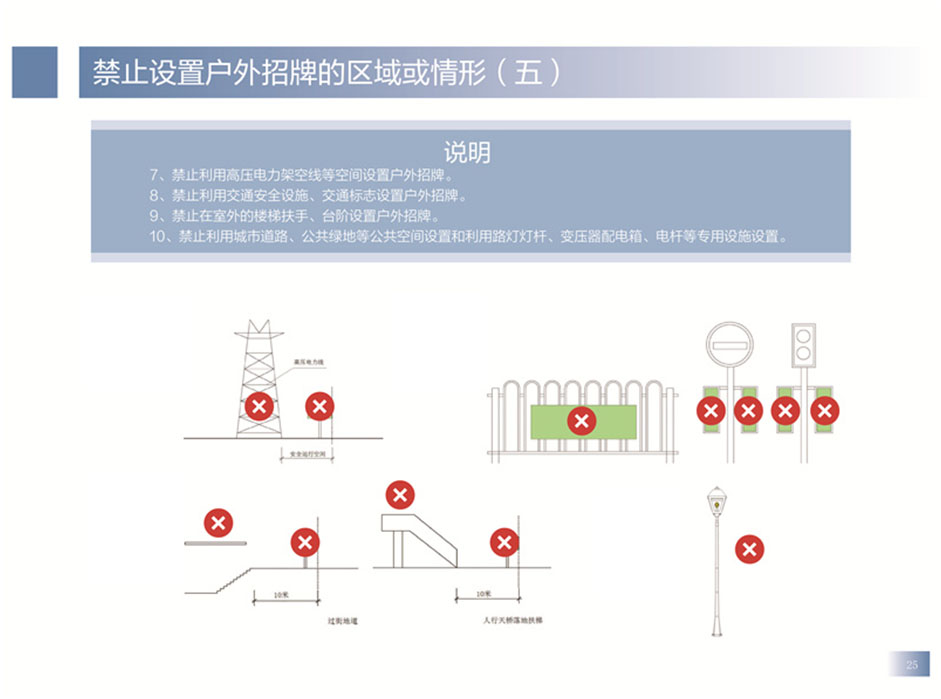 禁止设置户外招牌的区域或情形（五）
说明
7、禁止利用高压电力架空线等空间设置户外招牌。
8、禁止利用交通安全设施、交通标志设置户外招牌。
9、禁止在室外的楼梯扶手、台阶设置户外招牌。
10、禁止利用城市道路、公共绿地等公共空间设置和利用路灯灯杆、变压器配电箱、电杆等专用设施设置。
高压电力线
安全运行空间
10米
过街地道
10米
人行天桥落地扶梯
25